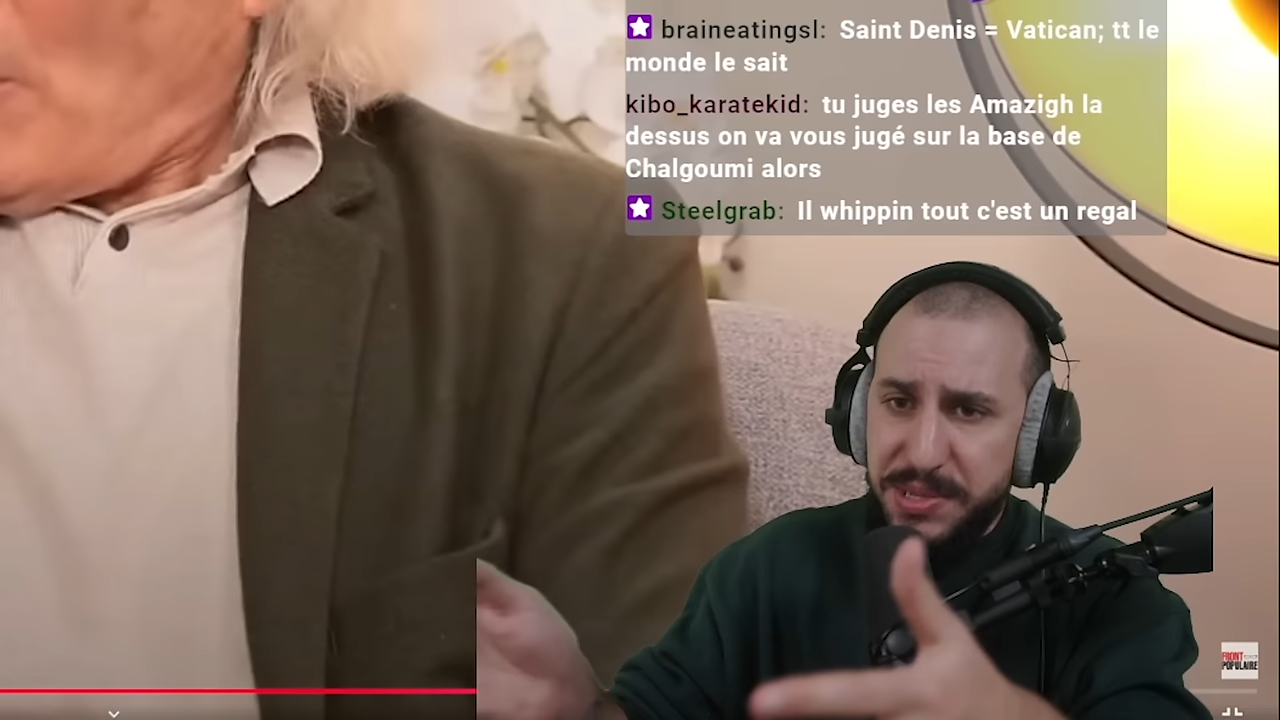 braineatingsl: Saint Denis = Vatican; tt le
monde le sait
kibo_karatekid: tu juges les Amazigh la
dessus on va vous jugé sur la base de
Chalgoumi alors
Steelgrab: Il whippin tout c'est un regal
FRONT
POPULAIRE